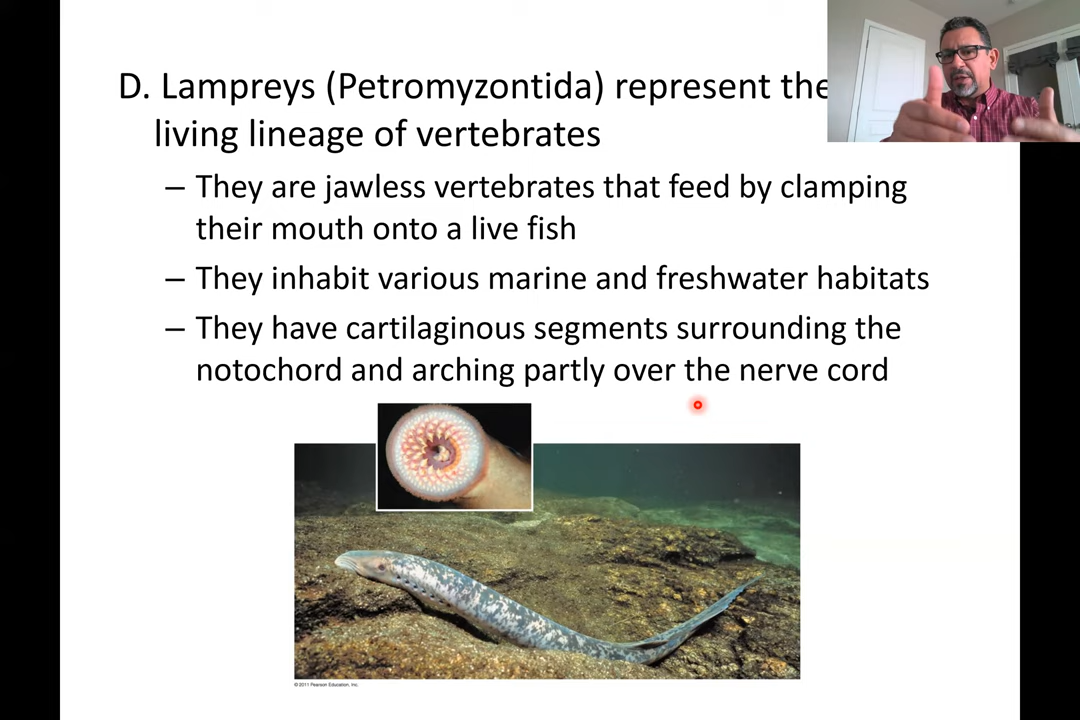 D. Lampreys (Petromyzontida) represent the
living lineage of vertebrates
– They are jawless vertebrates that feed by clamping
their mouth onto a live fish
– They inhabit various marine and freshwater habitats
– They have cartilaginous segments surrounding the
notochord and arching partly over the nerve cord
© 2011 Pearson Education, Inc.